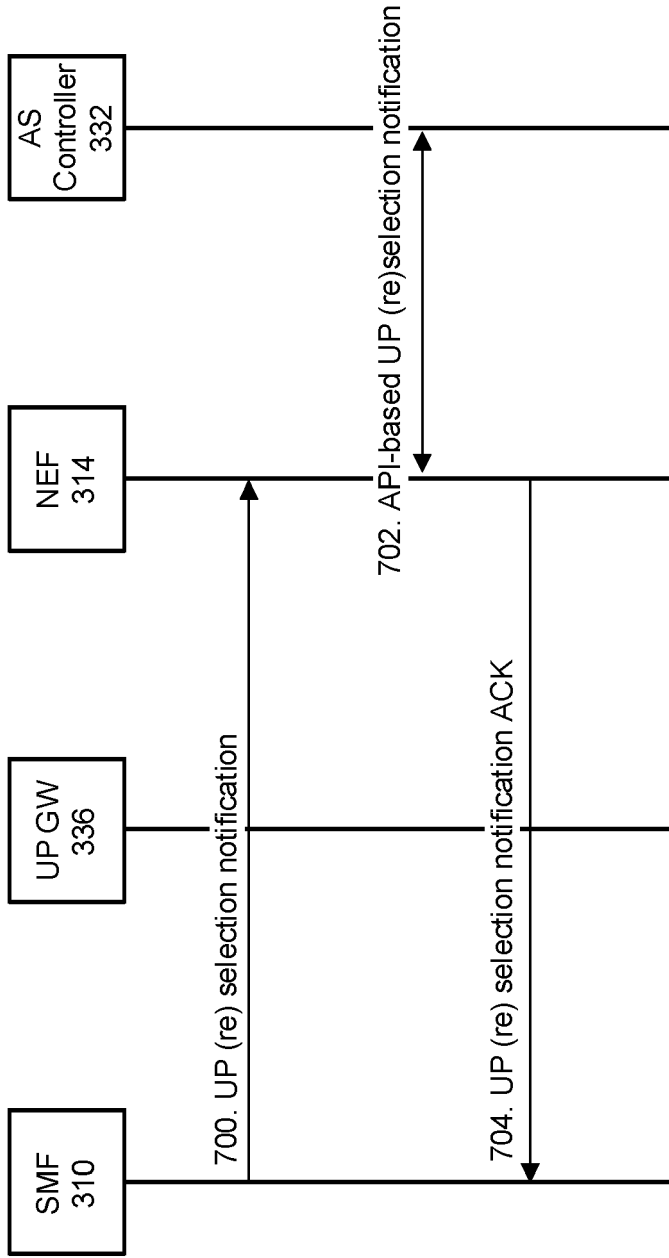 SMF
310
UP GW
336
NEF
314
AS
Controller
332
700. UP (re) selection notification
702. API-based UP (re)selection notification
704. UP (re) selection notification ACK